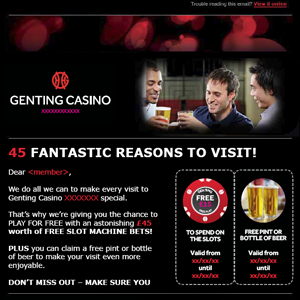 Trouble reading this email? View it online
GENTING CASINO
XXXXXXXXXXXX
45 FANTASTIC REASONS TO VISIT!
Dear <member>,
We do all we can to make every visit to
Genting Casino XXXXXXX special.
That's why we're giving you the chance to
PLAY FOR FREE with an astonishing £45
worth of FREE SLOT MACHINE BETS!
PLUS you can claim a free pint or bottle
of beer to make your visit even more
enjoyable.
DON'T MISS OUT – MAKE SURE YOU
FREE
£15
TO SPEND ON
THE SLOTS
Valid from
xx/xx/xx
until
xx/xx/xx
FREE PINT OR
BOTTLE OF BEER
Valid from
xx/xx/xx
until
xx/xx/xx